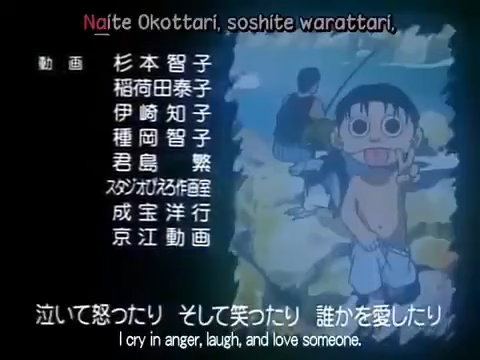 Naite Okottari, soshite warattari,
動画 杉本智子
稲荷田泰子
伊崎知子
種岡智子
君島 繁
スタジオぴえろ作画室
成宝洋行
京江動画
泣いて怒ったり そして笑ったり 誰かを愛したり
I cry in anger, laugh, and love someone.